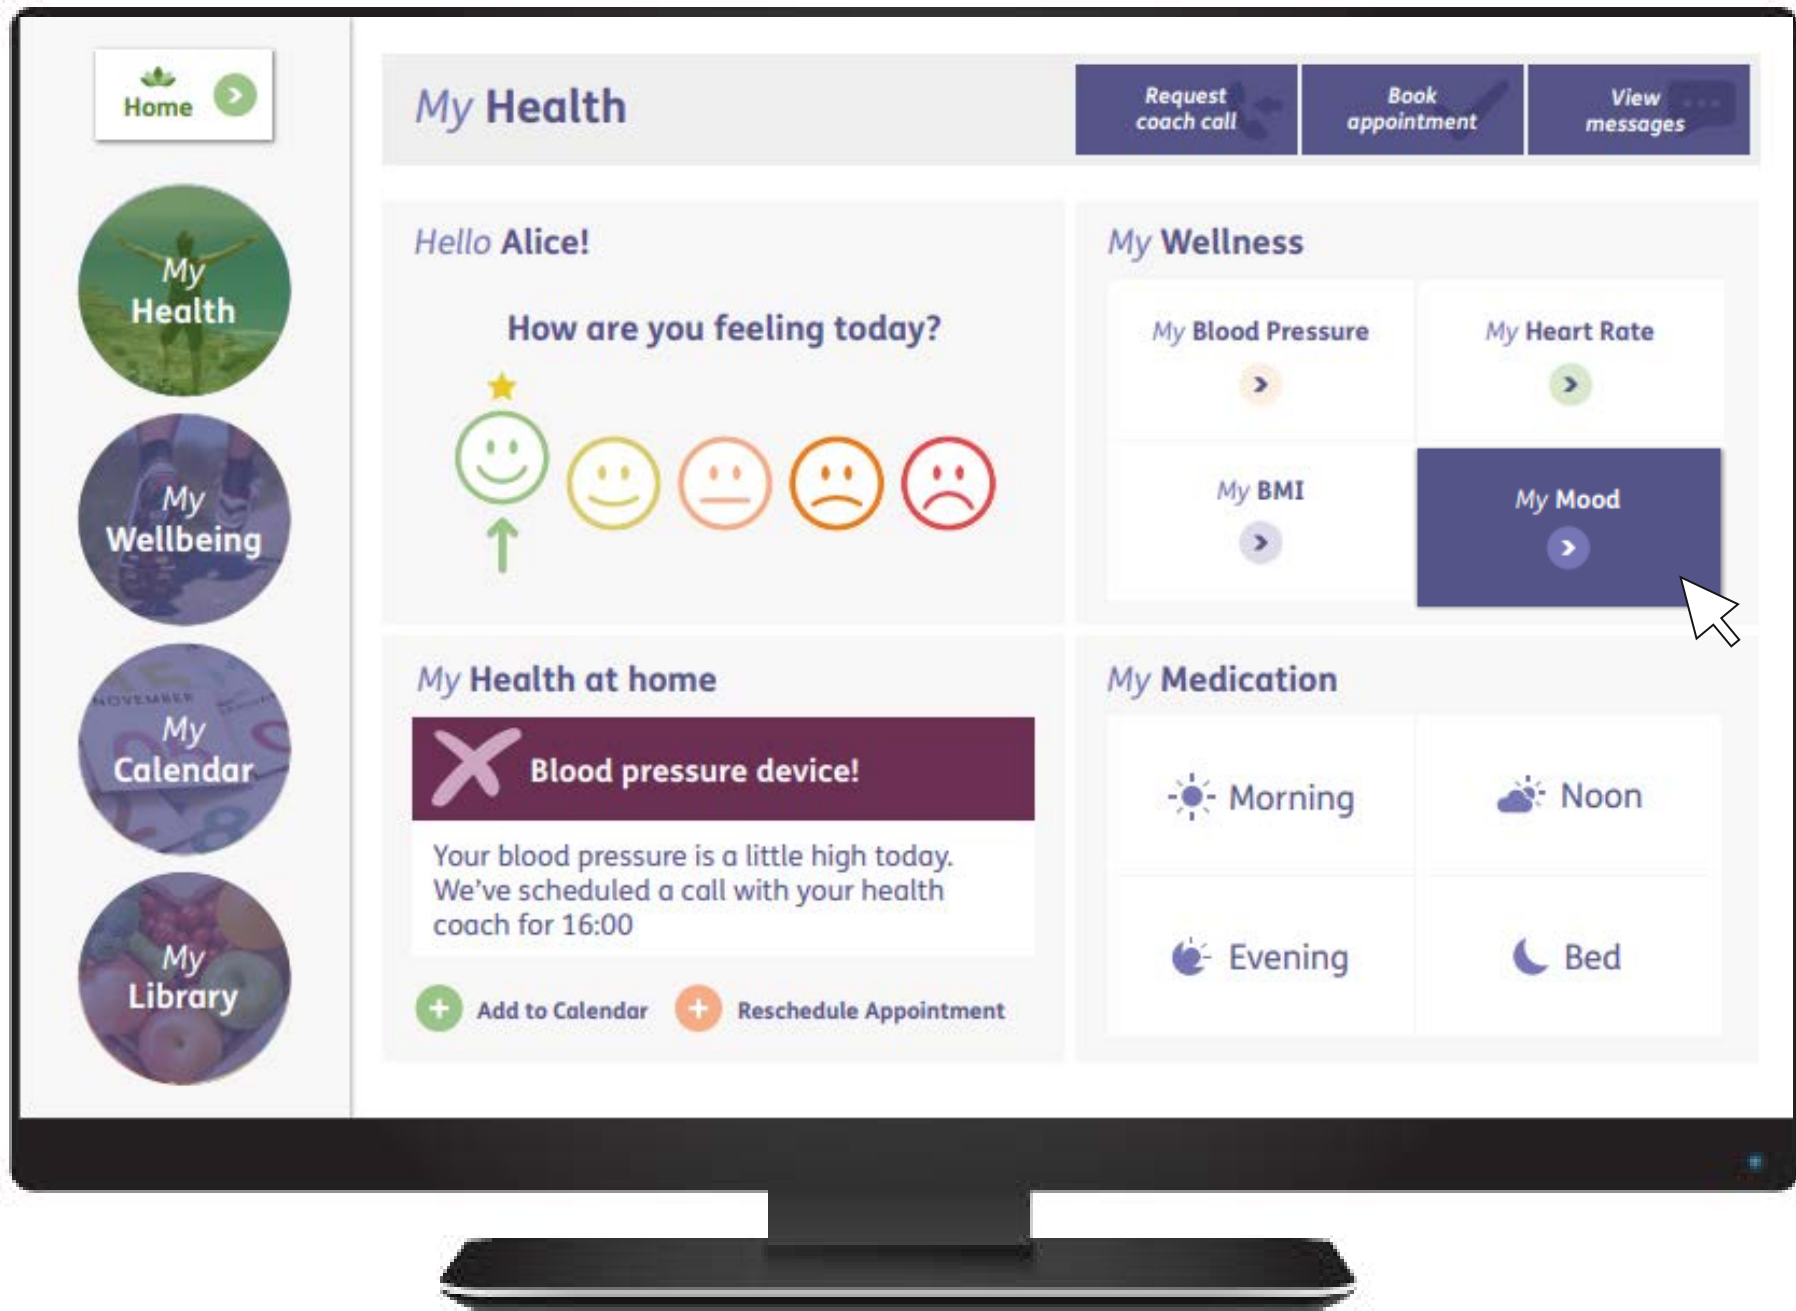 Home
My
Health
My
Wellbeing
NOVEMBER
My
Calendar
My
Library
My Health
Request
coach call
Book
appointment
View
messages
Hello Alice!
How are you feeling today?
My Wellness
My Blood Pressure
My Heart Rate
My BMI
My Mood
My Health at home
Blood pressure device!
Your blood pressure is a little high today.
We've scheduled a call with your health
coach for 16:00
Add to Calendar
Reschedule Appointment
My Medication
Morning
Noon
Evening
Bed